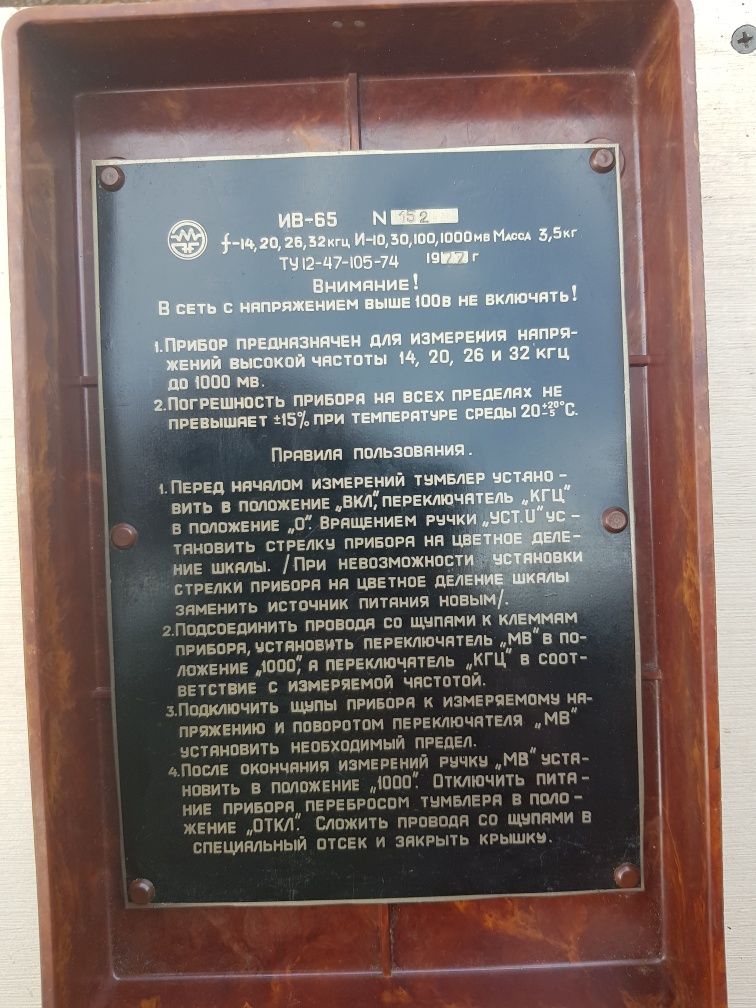 ИВ-65 N 152
f-14,20,26,32кгц И-10,30,100,1000мв Масса 3,5кг
ТУ12-47-105-74 1977 г
Внимание!
В сеть с напряжением выше 100в не включать!
1. Прибор предназначен для измерения напря-
жений высокой частоты 14, 20, 26 и 32 кгц
до 1000 мв.
2. Погрешность прибора на всех пределах не
превышает ±15% при температуре среды 20 +20 -5 °C.
Правила пользования.
1. Перед началом измерений тумблер устано-
вить в положение „ВКЛ", переключатель „КГЦ"
в положение „0". Вращением ручки „УСТ.U" ус-
тановить стрелку прибора на цветное деле-
ние шкалы. /При невозможности установки
стрелки прибора на цветное деление шкалы
заменить источник питания новым/.
2. Подсоединить провода со щупами к клеммам
прибора, установить переключатель „МВ" в по-
ложение „1000", а переключатель „КГЦ" в соот-
ветствие с измеряемой частотой.
3. Подключить щупы прибора к измеряемому на-
пряжению и поворотом переключателя „МВ"
установить необходимый предел.
4. После окончания измерений ручку „МВ" уста-
новить в положение „1000". Отключить пита-
ние прибора перебросом тумблера в поло-
жение „ОТКЛ". Сложить провода со щупами в
специальный отсек и закрыть крышку.